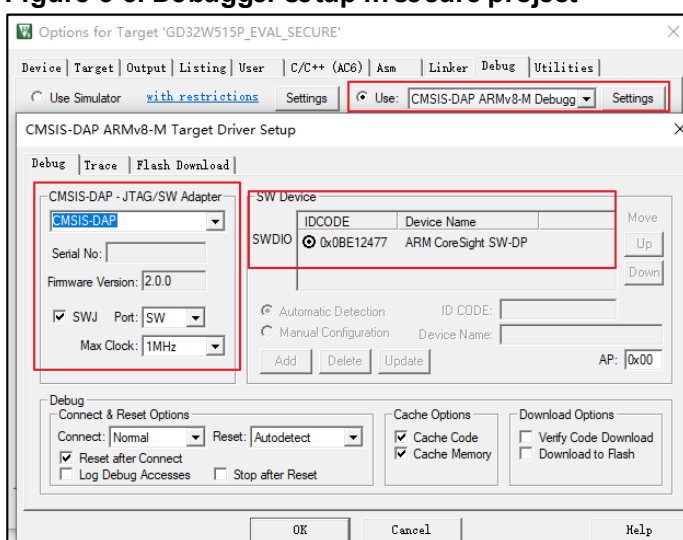 Figure 3-3. Debugger setup in secure project
Options for Target 'GD32W515P_EVAL_SECURE'
Device Target Output Listing User C/C++ (AC6) Asm Linker Debug Utilities
Use Simulator with restrictions Settings Use: CMSIS-DAP ARMv8-M Debugg Settings
CMSIS-DAP ARMv8-M Target Driver Setup
Debug Trace Flash Download
CMSIS-DAP - JTAG/SW Adapter
CMSIS-DAP
Serial No:
Firmware Version: 2.0.0
SWJ Port: SW
Max Clock: 1MHz
SW Device
IDCODE Device Name
SWDIO 0x0BE12477 ARM CoreSight SW-DP
Move
Up
Down
Automatic Detection ID CODE:
Manual Configuration Device Name:
Add Delete Update AP: 0x00
Debug
Connect & Reset Options
Connect: Normal Reset: Autodetect
Reset after Connect
Log Debug Accesses Stop after Reset
Cache Options
Cache Code
Cache Memory
Download Options
Verify Code Download
Download to Flash
OK Cancel Help